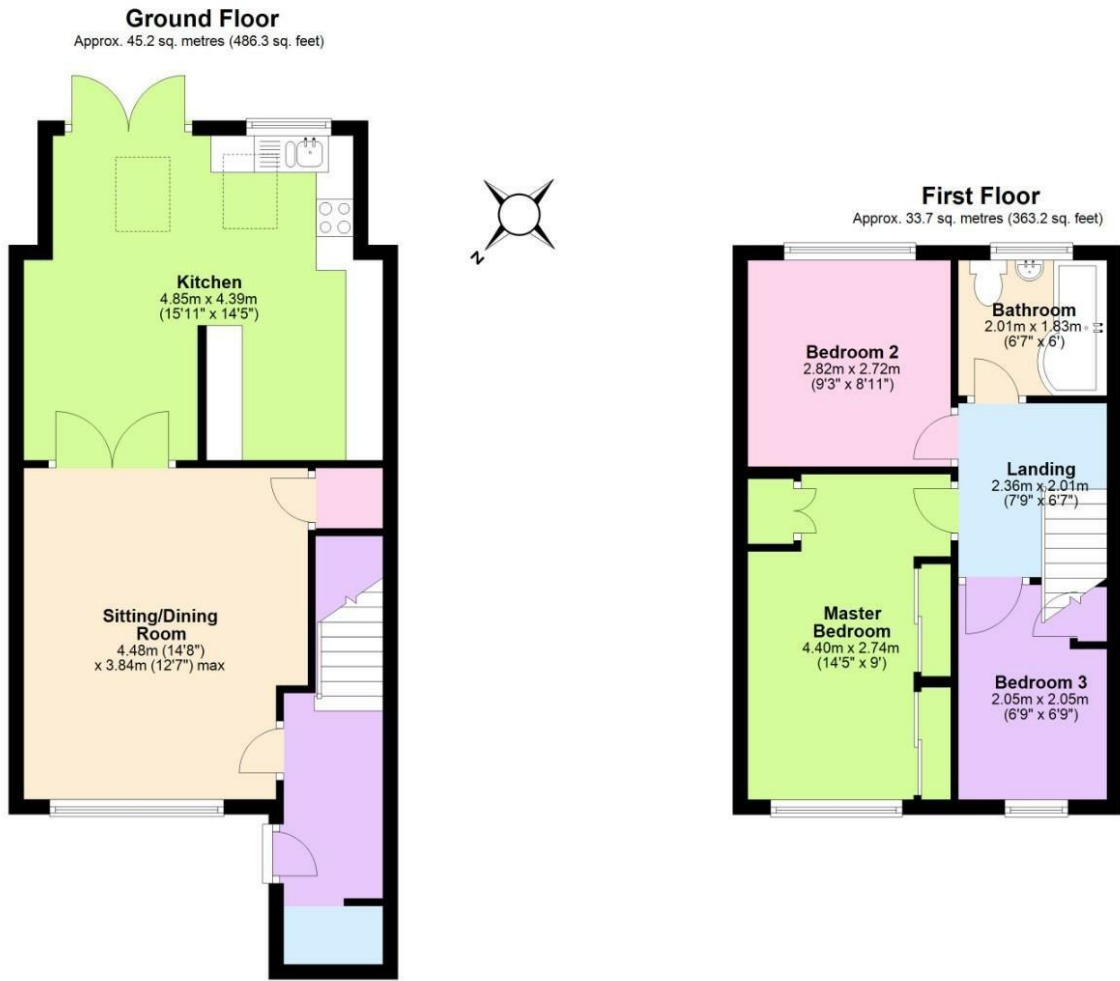 Ground Floor
Approx. 45.2 sq. metres (486.3 sq. feet)
Kitchen
4.85m x 4.39m
(15'11" x 14'5")
Sitting/Dining
Room
4.48m (14'8")
x 3.84m (12'7") max
N
First Floor
Approx. 33.7 sq. metres (363.2 sq. feet)
Bedroom 2
2.82m x 2.72m
(9'3" x 8'11")
Bathroom
2.01m x 1.83m
(6'7" x 6')
Landing
2.36m x 2.01m
(7'9" x 6'7")
Master
Bedroom
4.40m x 2.74m
(14'5" x 9')
Bedroom 3
2.05m x 2.05m
(6'9" x 6'9")